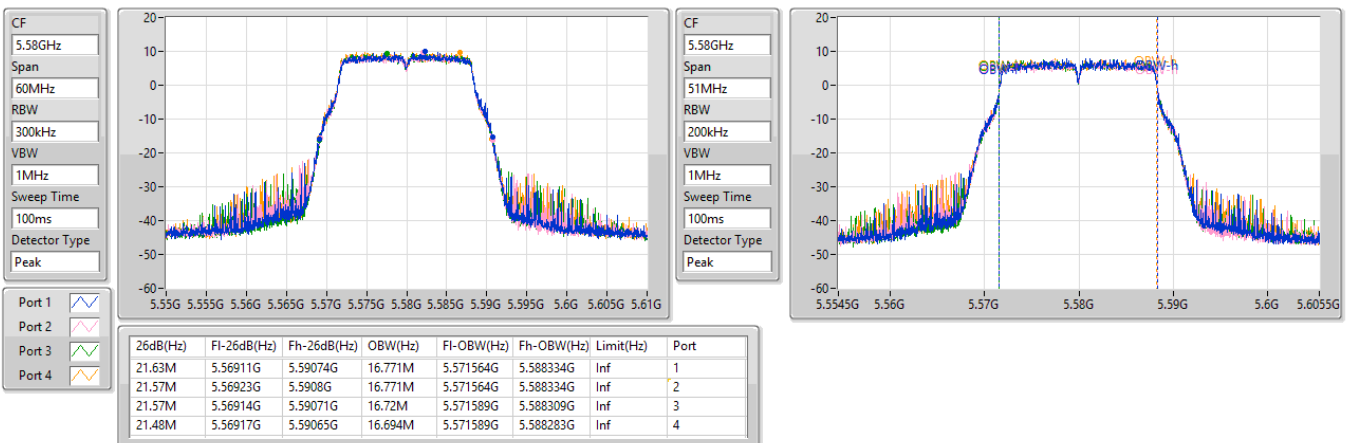 CF
5.58GHz
Span
60MHz
RBW
300kHz
VBW
1MHz
Sweep Time
100ms
Detector Type
Peak
20-
10-
0-
-10-
-20-
-30-
-40-
-50-
-60-
5.55G 5.555G 5.56G 5.565G 5.57G 5.575G 5.58G 5.585G 5.59G 5.595G 5.6G 5.605G 5.61G
CF
5.58GHz
Span
51MHz
RBW
200kHz
VBW
1MHz
Sweep Time
100ms
Detector Type
Peak
20-
10-
0-
-10-
-20-
-30-
-40-
-50-
-60-
5.5545G 5.56G 5.57G 5.58G 5.59G 5.6G 5.6055G
Port 1
Port 2
Port 3
Port 4
26dB(Hz) Fl-26dB(Hz) Fh-26dB(Hz) OBW(Hz) Fl-OBW(Hz) Fh-OBW(Hz) Limit(Hz) Port
21.63M 5.56911G 5.59074G 16.771M 5.571564G 5.588334G Inf 1
21.57M 5.56923G 5.5908G 16.771M 5.571564G 5.588334G Inf 2
21.57M 5.56914G 5.59071G 16.72M 5.571589G 5.588309G Inf 3
21.48M 5.56917G 5.59065G 16.694M 5.571589G 5.588283G Inf 4